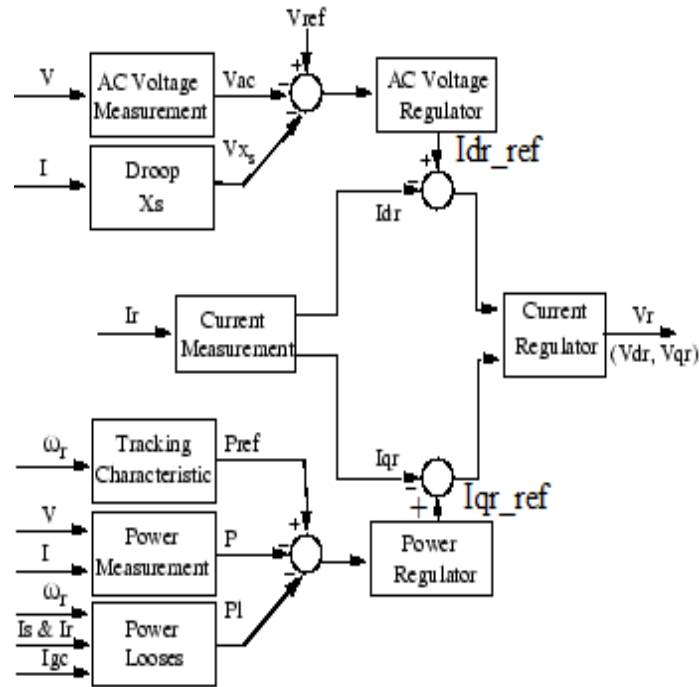 Vref
+
V
AC Voltage
Measurement
Vac
-
-
AC Voltage
Regulator
I
Droop
Xs
Vxs
+
Idr_ref
-
Idr
Ir
Current
Measurement
Current
Regulator
Vr
(Vdr, Vqr)
ωr
Tracking
Characteristic
Pref
Iqr
-
+
Iqr_ref
V
I
Power
Measurement
P
+
-
-
Power
Regulator
ωr
Is & Ir
Igc
Power
Looses
Pl